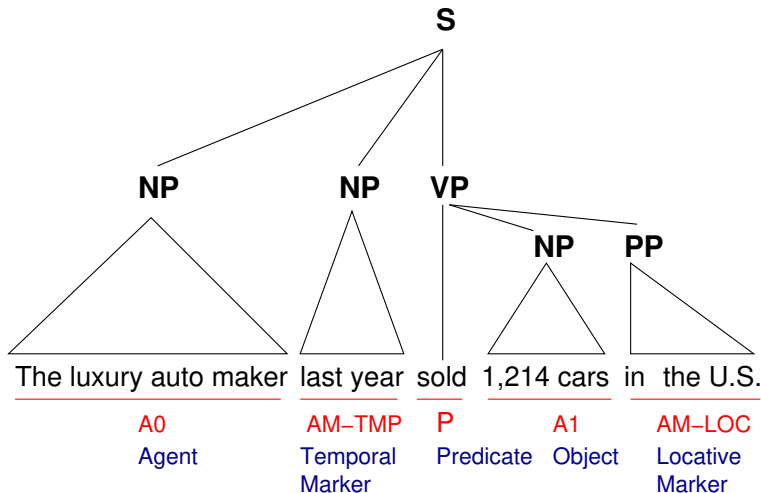 S
NP NP VP
NP PP
The luxury auto maker last year sold 1,214 cars in the U.S.
A0 AM−TMP P A1 AM−LOC
Agent Temporal Predicate Object Locative
Marker Marker